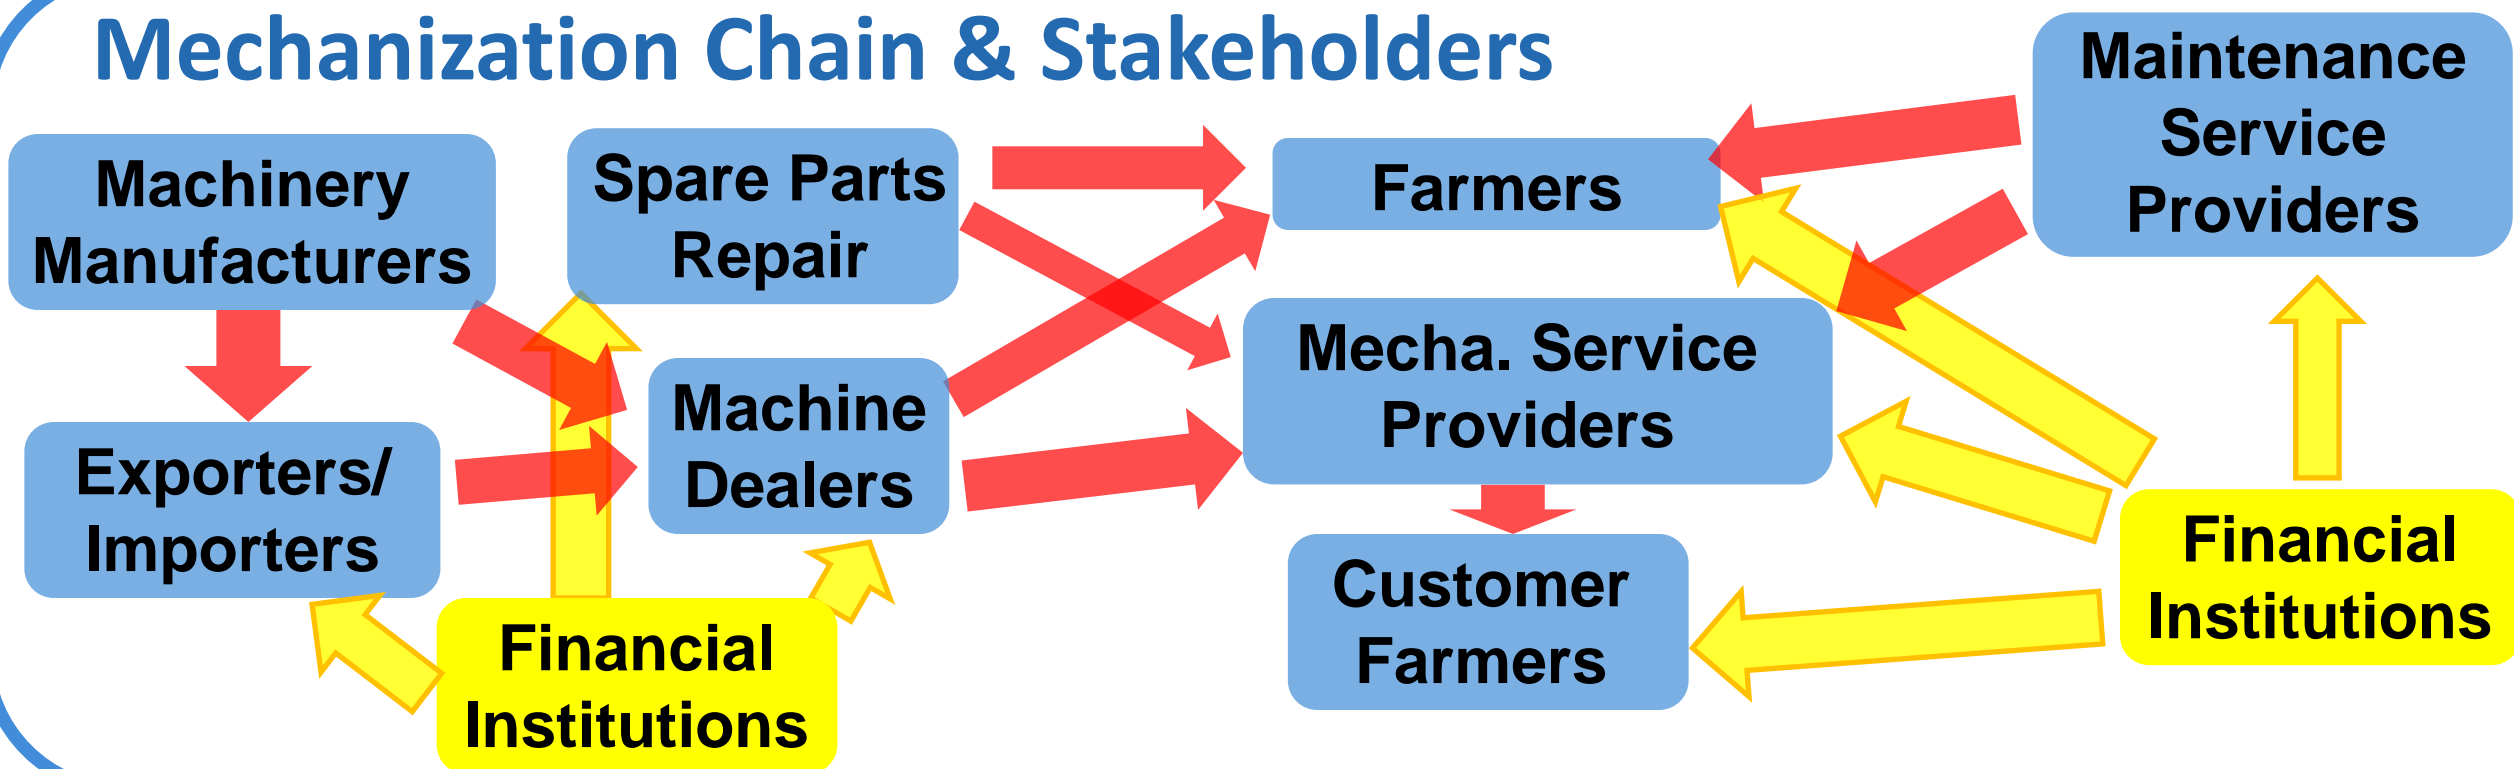 Mechanization Chain & Stakeholders
Machinery
Manufacturers
Spare Parts
Repair
Farmers
Maintenance
Service
Providers
Mecha. Service
Providers
Machine
Dealers
Exporters/
Importers
Customer
Farmers
Financial
Institutions
Financial
Institutions